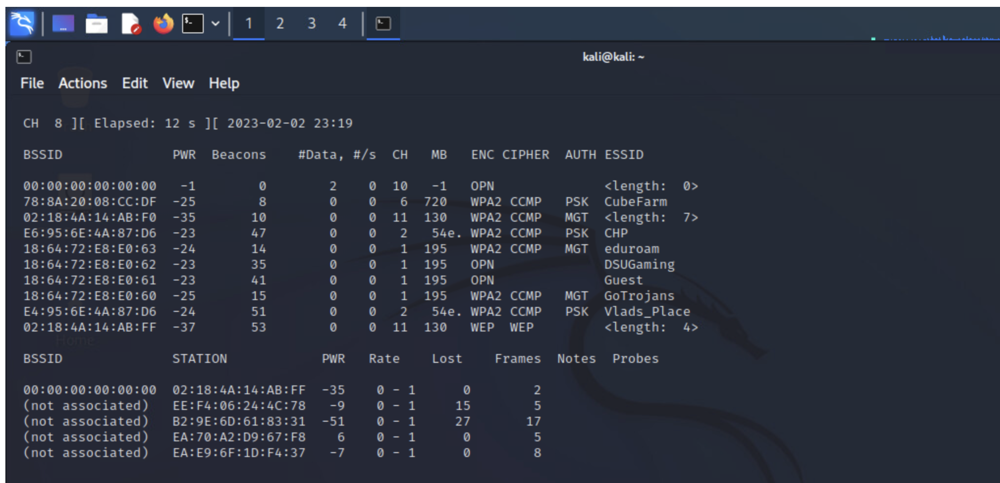 1 2 3 4
kali@kali: ~
File Actions Edit View Help
CH  8 ][ Elapsed: 12 s ][ 2023-02-02 23:19
BSSID              PWR  Beacons    #Data, #/s  CH   MB   ENC CIPHER  AUTH ESSID
00:00:00:00:00:00   -1        0        2    0  10   -1   OPN              <length:  0>
78:8A:20:08:CC:DF  -25        8        0    0   6  720   WPA2 CCMP   PSK  CubeFarm
02:18:4A:14:AB:F0  -35       10        0    0  11  130   WPA2 CCMP   MGT  <length:  7>
E6:95:6E:4A:87:D6  -23       47        0    0   2   54e. WPA2 CCMP   PSK  CHP
18:64:72:E8:E0:63  -24       14        0    0   1  195   WPA2 CCMP   MGT  eduroam
18:64:72:E8:E0:62  -23       35        0    0   1  195   OPN              DSUGaming
18:64:72:E8:E0:61  -23       41        0    0   1  195   OPN              Guest
18:64:72:E8:E0:60  -25       15        0    0   1  195   WPA2 CCMP   MGT  GoTrojans
E4:95:6E:4A:87:D6  -24       51        0    0   2   54e. WPA2 CCMP   PSK  Vlads_Place
02:18:4A:14:AB:FF  -37       53        0    0  11  130   WEP  WEP         <length:  4>
Home
BSSID              STATION            PWR   Rate    Lost    Frames  Notes  Probes
00:00:00:00:00:00  02:18:4A:14:AB:FF  -35    0 - 1      0        2
(not associated)   EE:F4:06:24:4C:78   -9    0 - 1     15        5
(not associated)   B2:9E:6D:61:83:31  -51    0 - 1     27       17
(not associated)   EA:70:A2:D9:67:F8    6    0 - 1      0        5
(not associated)   EA:E9:6F:1D:F4:37   -7    0 - 1      0        8